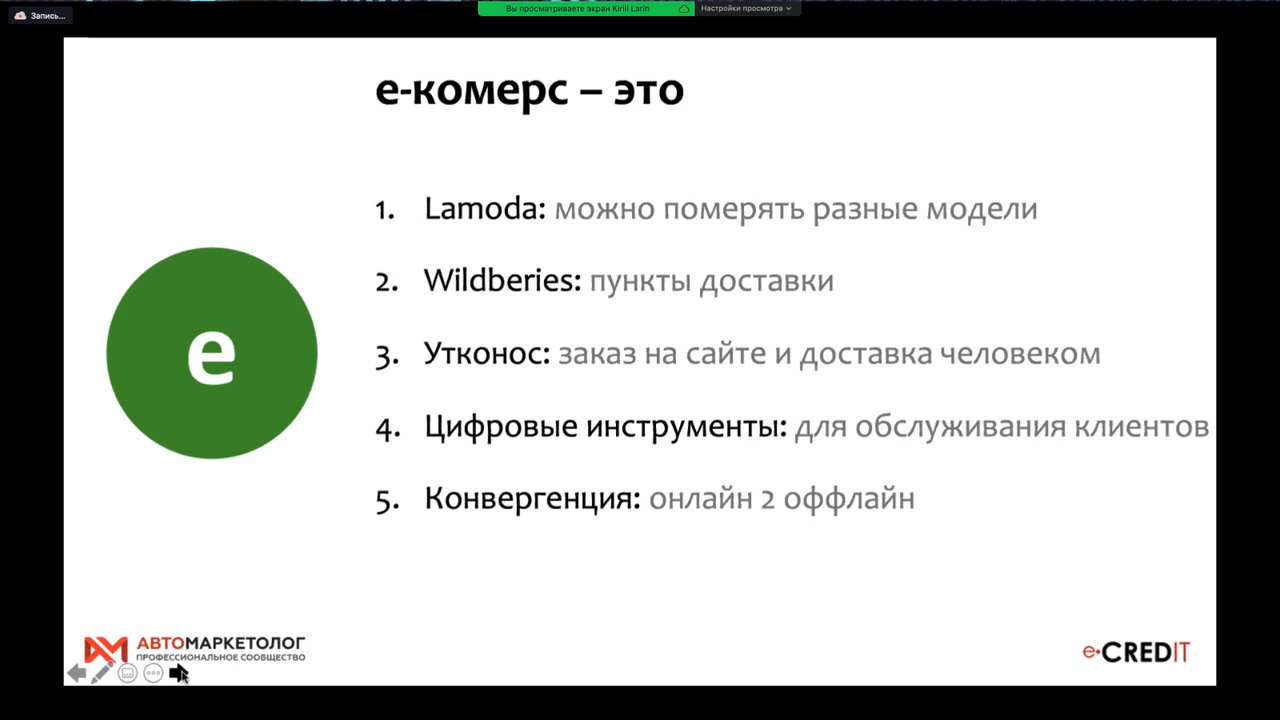 Запись...
Вы просматриваете экран Kirill Larin
Настройки просмотра
е-комерс – это
1. Lamoda: можно померять разные модели
2. Wildberies: пункты доставки
3. Утконос: заказ на сайте и доставка человеком
4. Цифровые инструменты: для обслуживания клиентов
5. Конвергенция: онлайн 2 оффлайн
e
АВТОМАРКЕТОЛОГ
ПРОФЕССИОНАЛЬНОЕ СООБЩЕСТВО
e·CREDIT